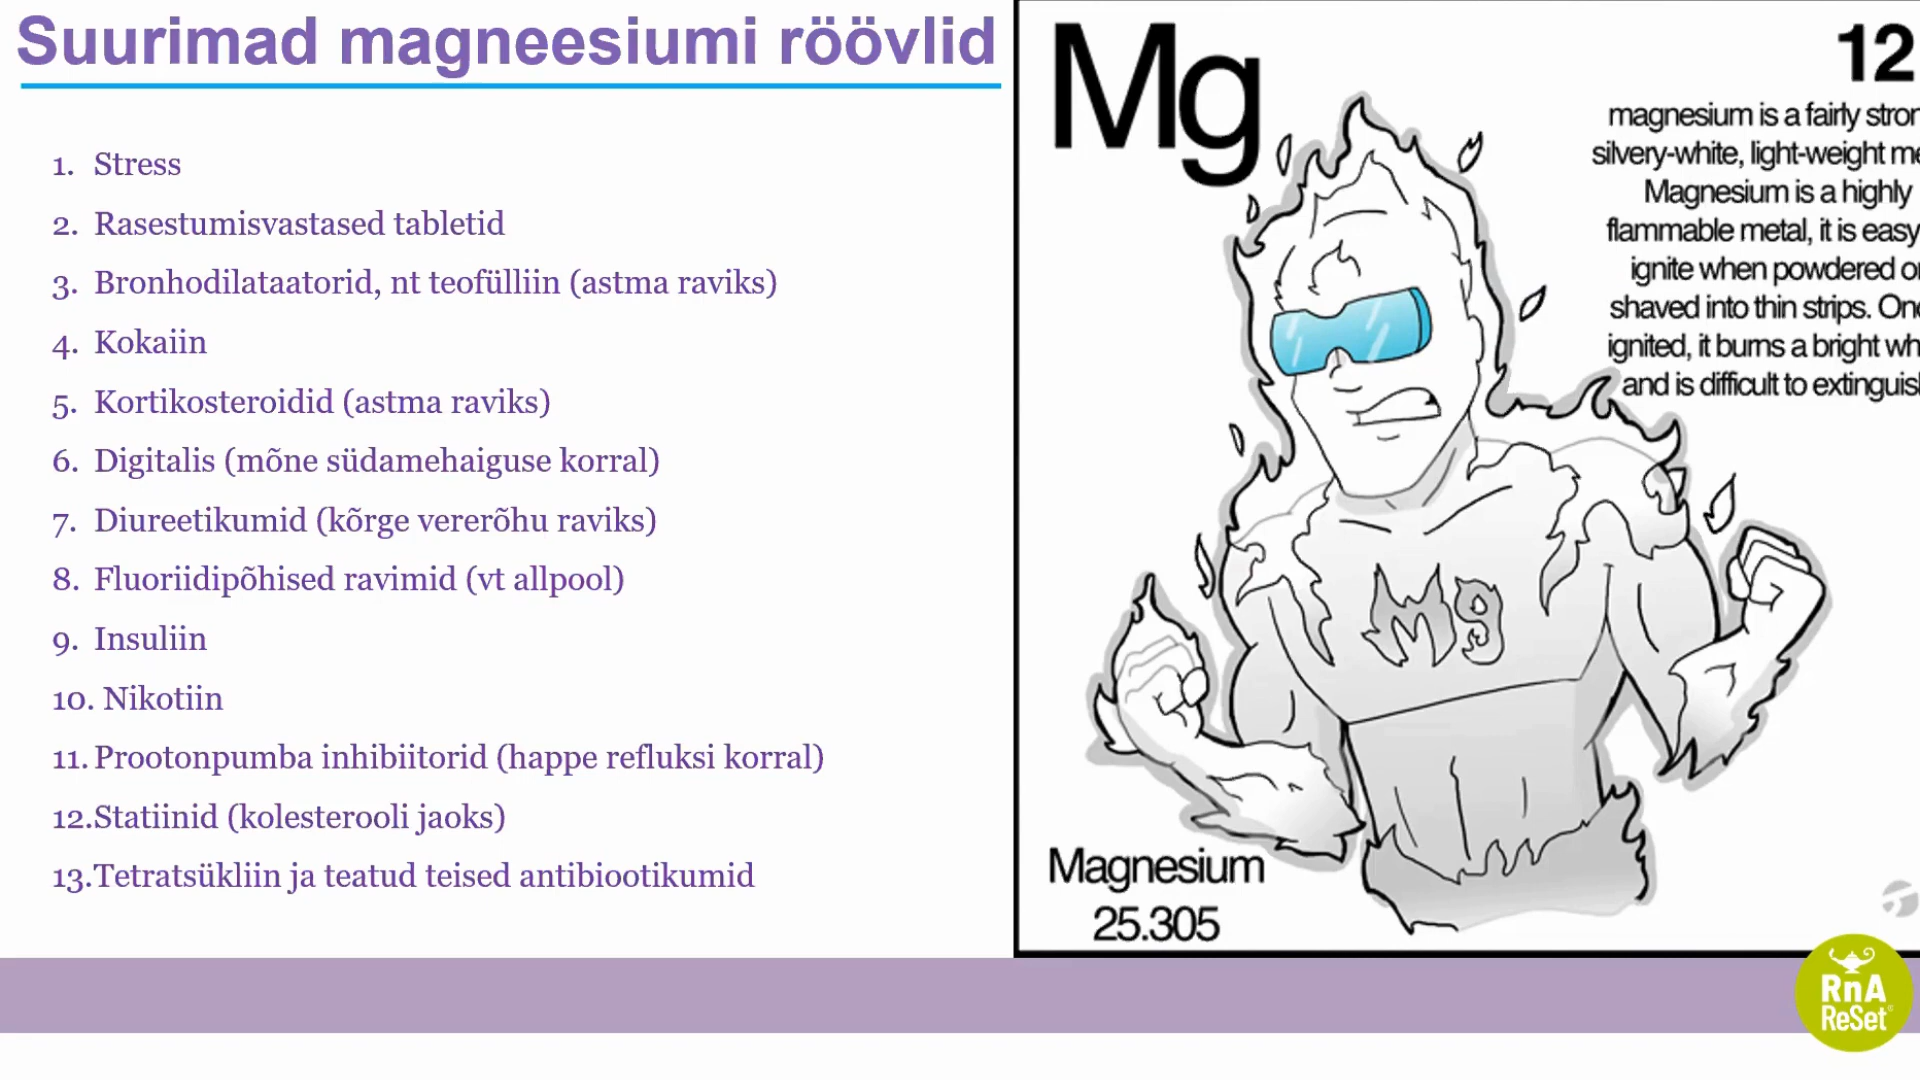 Suurimad magneesiumi röövlid
1. Stress
2. Rasestumisvastased tabletid
3. Bronhodilataatorid, nt teofülliin (astma raviks)
4. Kokaiin
5. Kortikosteroidid (astma raviks)
6. Digitalis (mõne südamehaiguse korral)
7. Diureetikumid (kõrge vererõhu raviks)
8. Fluoriidipõhised ravimid (vt allpool)
9. Insuliin
10. Nikotiin
11. Prootonpumba inhibiitorid (happe refluksi korral)
12. Statiinid (kolesterooli jaoks)
13. Tetratsükliin ja teatud teised antibiootikumid
Mg
12
magnesium is a fairly
silvery-white, light-weight
Magnesium is a highly
flammable metal, it is easy
ignite when powdered
shaved into thin strips.
ignited, it burns a bright
and is difficult to
Mg
Magnesium
25.305
RnA
ReSet